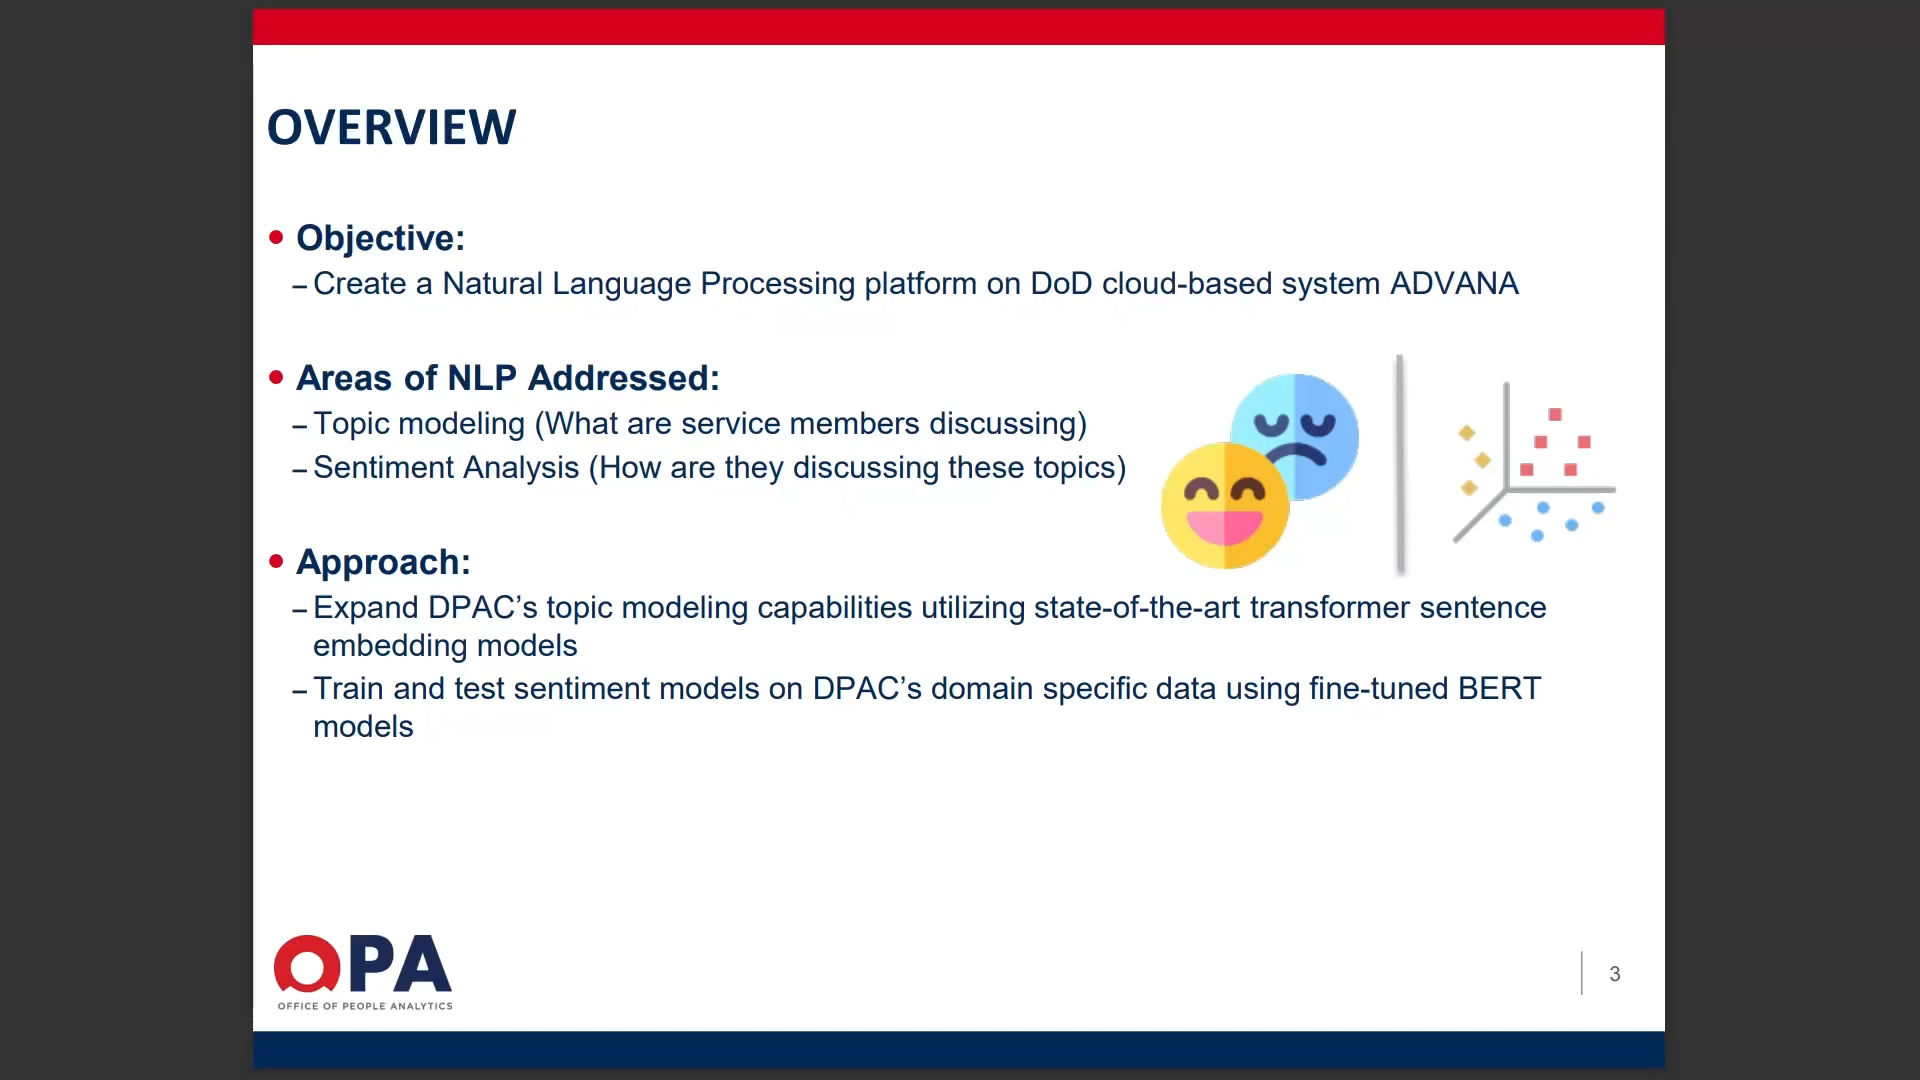 OVERVIEW
• Objective:
– Create a Natural Language Processing platform on DoD cloud-based system ADVANA
• Areas of NLP Addressed:
– Topic modeling (What are service members discussing)
– Sentiment Analysis (How are they discussing these topics)
• Approach:
– Expand DPAC’s topic modeling capabilities utilizing state-of-the-art transformer sentence
embedding models
– Train and test sentiment models on DPAC’s domain specific data using fine-tuned BERT
models
OPA
OFFICE OF PEOPLE ANALYTICS
3